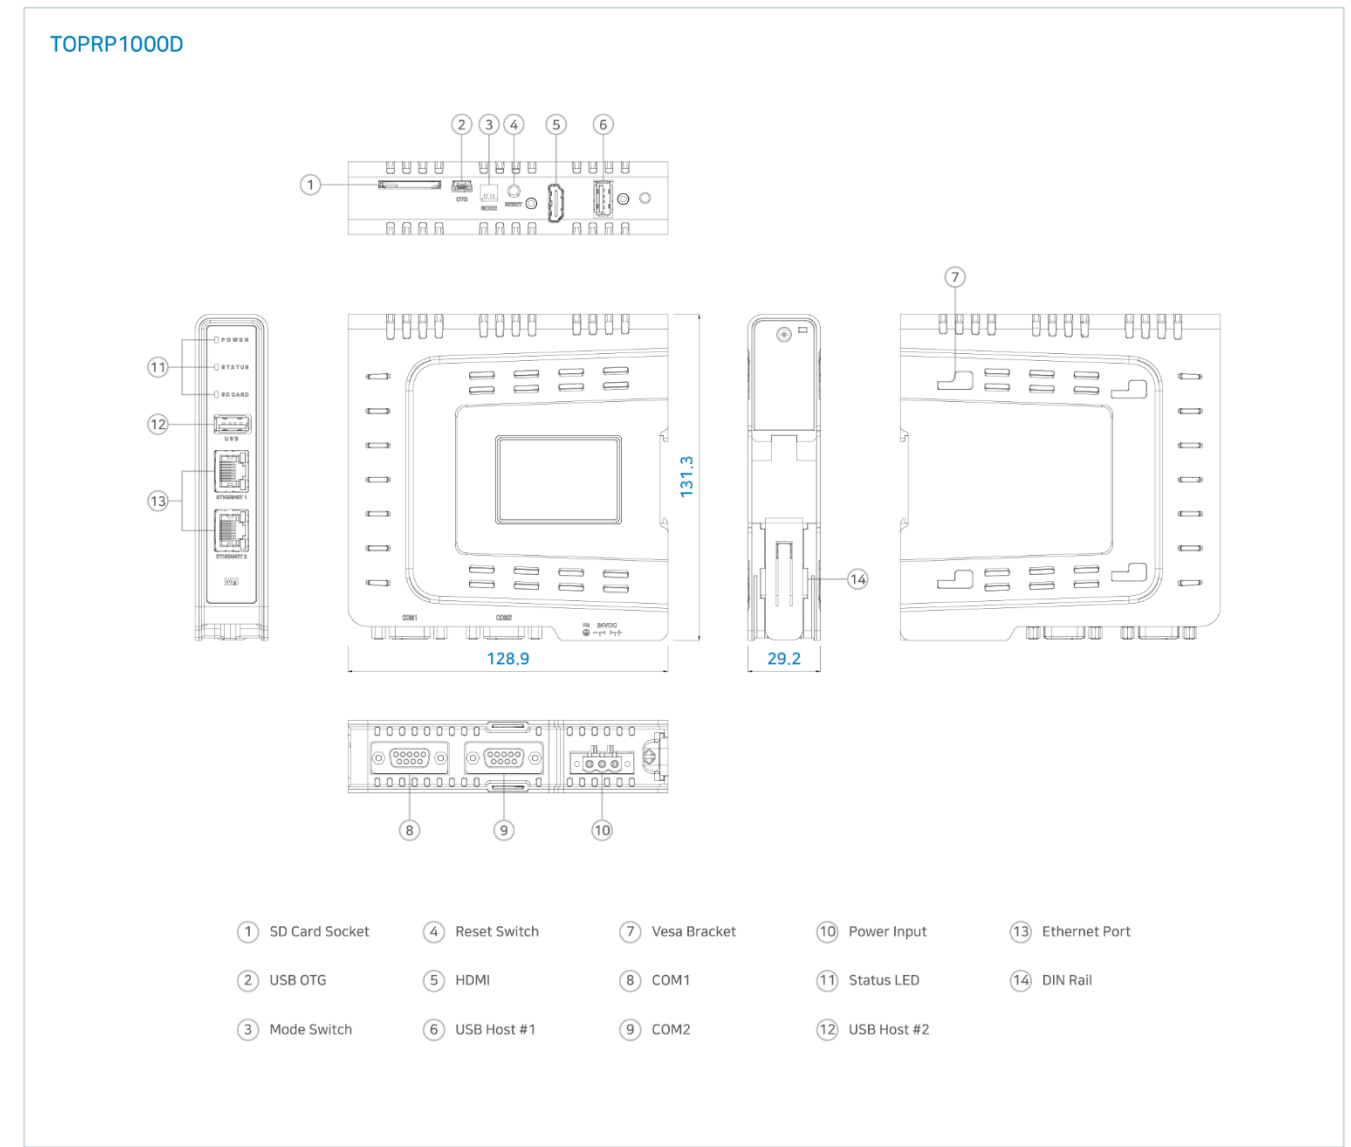 TOPRP1000D
2 3 4 5 6
1
OTG
MODE
RESET
7
POWER
11 STATUS
SD CARD
12
USB
131.3
ETHERNET 1
13
ETHERNET 2
14
COM1 COM2 FG 24VDC
128.9 29.2
8 9 10
1 SD Card Socket 4 Reset Switch 7 Vesa Bracket 10 Power Input 13 Ethernet Port
2 USB OTG 5 HDMI 8 COM1 11 Status LED 14 DIN Rail
3 Mode Switch 6 USB Host #1 9 COM2 12 USB Host #2